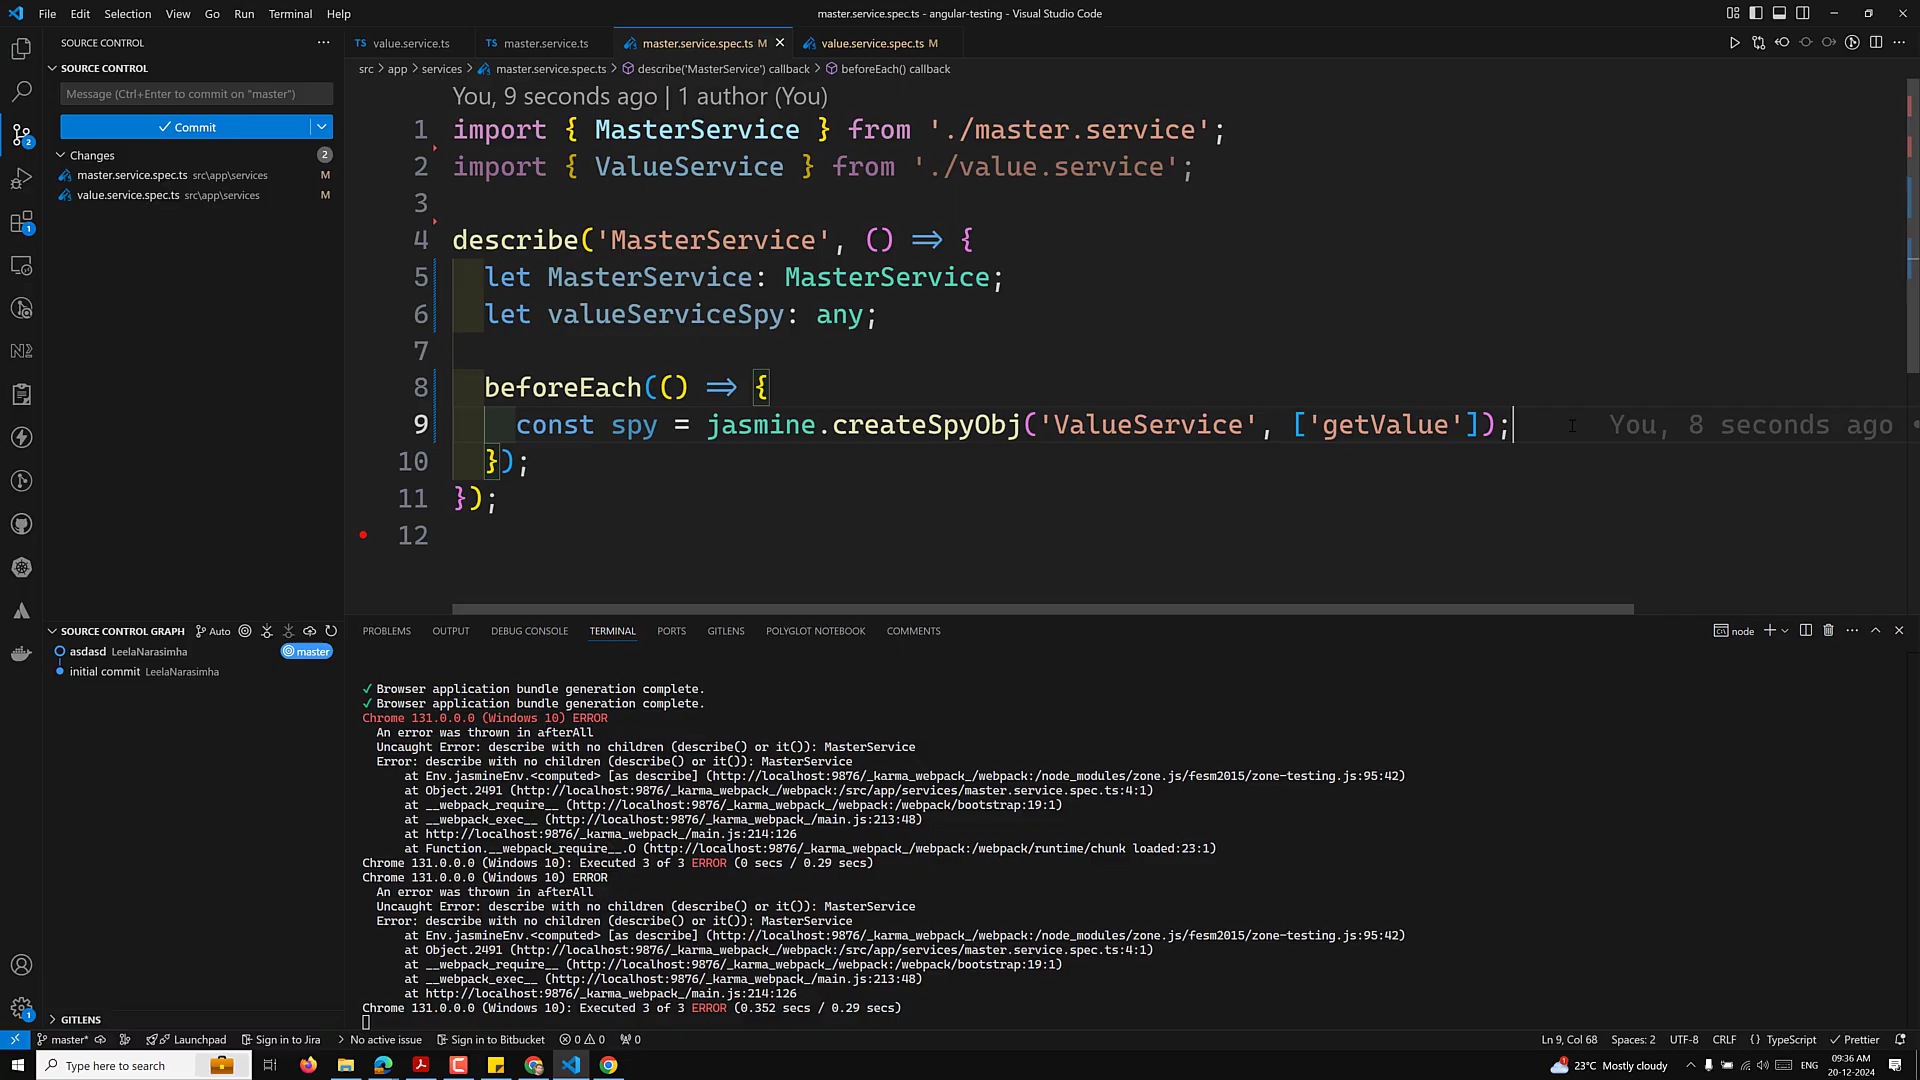 File Edit Selection View Go Run Terminal Help
master.service.spec.ts - angular-testing - Visual Studio Code
SOURCE CONTROL
TS value.service.ts
TS master.service.ts
master.service.spec.ts M
value.service.spec.ts M
SOURCE CONTROL
src > app > services > master.service.spec.ts > describe('MasterService') callback > beforeEach() callback
Message (Ctrl+Enter to commit on "master")
Commit
Changes 2
master.service.spec.ts src\app\services M
value.service.spec.ts src\app\services M
You, 9 seconds ago | 1 author (You)
1 import { MasterService } from './master.service';
2 import { ValueService } from './value.service';
3
4 describe('MasterService', () => {
5 let MasterService: MasterService;
6 let valueServiceSpy: any;
7
8 beforeEach(() => {
9 const spy = jasmine.createSpyObj('ValueService', ['getValue']); You, 8 seconds ago •
10 });
11 });
12
SOURCE CONTROL GRAPH Auto
asdasd LeelaNarasimha master
initial commit LeelaNarasimha
GITLENS
PROBLEMS OUTPUT DEBUG CONSOLE TERMINAL PORTS GITLENS POLYGLOT NOTEBOOK COMMENTS
node
✓ Browser application bundle generation complete.
✓ Browser application bundle generation complete.
Chrome 131.0.0.0 (Windows 10) ERROR
An error was thrown in afterAll
Uncaught Error: describe with no children (describe() or it()): MasterService
Error: describe with no children (describe() or it()): MasterService
at Env.jasmineEnv.<computed> [as describe] (http://localhost:9876/_karma_webpack_/webpack:/node_modules/zone.js/fesm2015/zone-testing.js:95:42)
at Object.2491 (http://localhost:9876/_karma_webpack_/webpack:/src/app/services/master.service.spec.ts:4:1)
at __webpack_require__ (http://localhost:9876/_karma_webpack_/webpack:/webpack/bootstrap:19:1)
at __webpack_exec__ (http://localhost:9876/_karma_webpack_/main.js:213:48)
at http://localhost:9876/_karma_webpack_/main.js:214:126
at Function.__webpack_require__.O (http://localhost:9876/_karma_webpack_/webpack:/webpack/runtime/chunk loaded:23:1)
Chrome 131.0.0.0 (Windows 10): Executed 3 of 3 ERROR (0 secs / 0.29 secs)
Chrome 131.0.0.0 (Windows 10) ERROR
An error was thrown in afterAll
Uncaught Error: describe with no children (describe() or it()): MasterService
Error: describe with no children (describe() or it()): MasterService
at Env.jasmineEnv.<computed> [as describe] (http://localhost:9876/_karma_webpack_/webpack:/node_modules/zone.js/fesm2015/zone-testing.js:95:42)
at Object.2491 (http://localhost:9876/_karma_webpack_/webpack:/src/app/services/master.service.spec.ts:4:1)
at __webpack_require__ (http://localhost:9876/_karma_webpack_/webpack:/webpack/bootstrap:19:1)
at __webpack_exec__ (http://localhost:9876/_karma_webpack_/main.js:213:48)
at http://localhost:9876/_karma_webpack_/main.js:214:126
Chrome 131.0.0.0 (Windows 10): Executed 3 of 3 ERROR (0.352 secs / 0.29 secs)
master* Launchpad Sign in to Jira No active issue Sign in to Bitbucket 0 0 0
Ln 9, Col 68 Spaces: 2 UTF-8 CRLF {} TypeScript Prettier
Type here to search
23°C Mostly cloudy
ENG
09:36 AM
20-12-2024